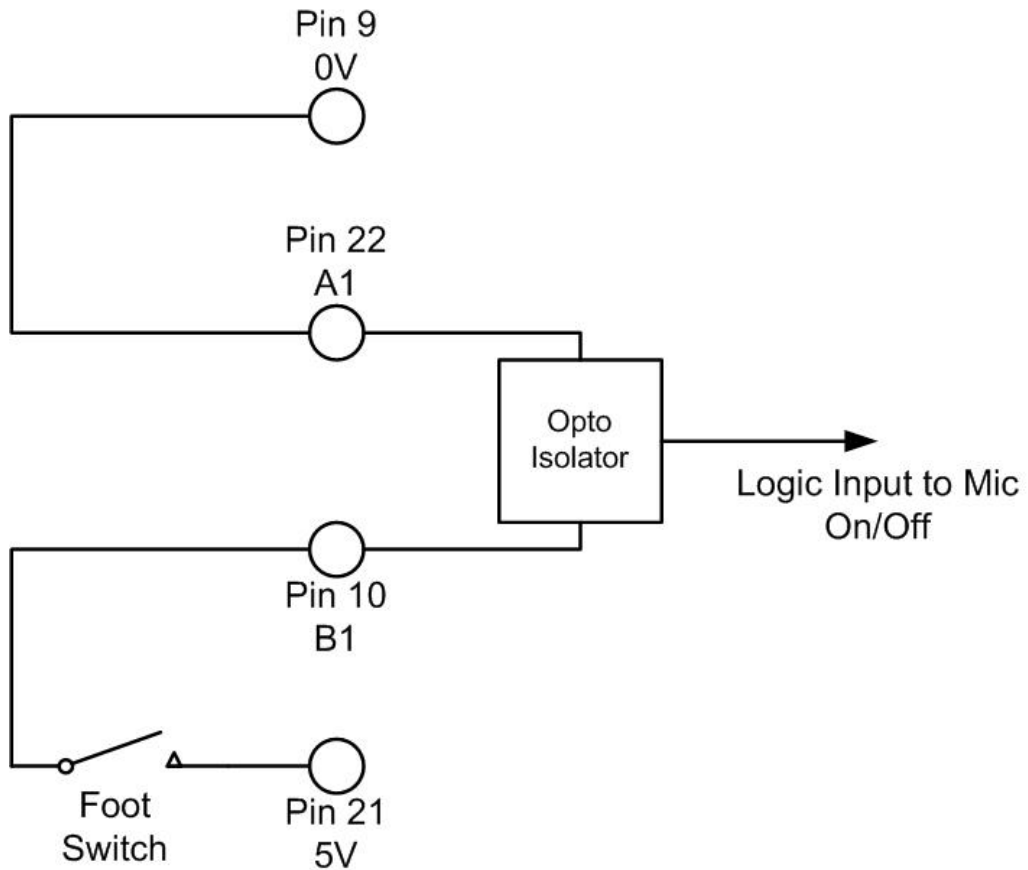 Pin 9
0V
Pin 22
A1
Opto
Isolator
Logic Input to Mic
On/Off
Pin 10
B1
Foot
Switch
Pin 21
5V